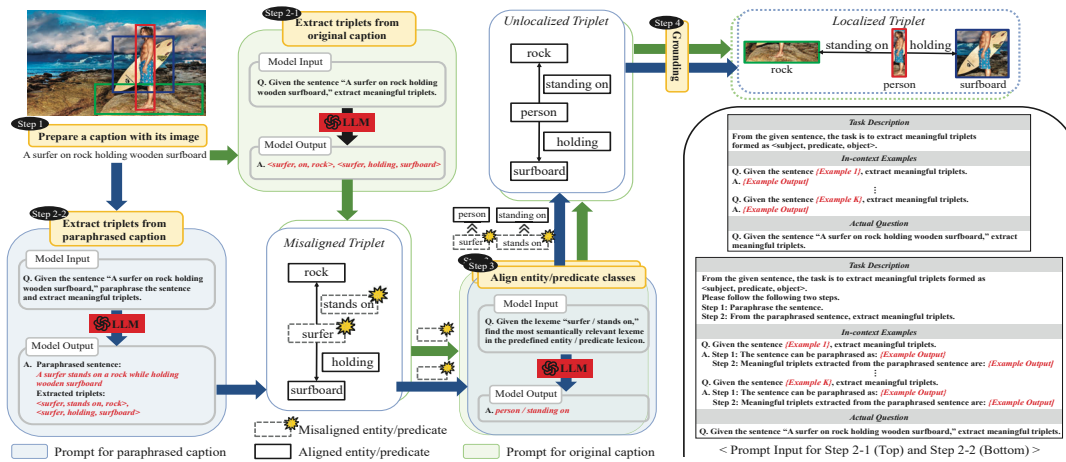 Step 1
Prepare a caption with its image
A surfer on rock holding wooden surfboard
Step 2-1
Extract triplets from
original caption
Model Input
Q. Given the sentence “A surfer on rock holding
wooden surfboard,” extract meaningful triplets.
LLM
Model Output
A. <surfer, on, rock>, <surfer, holding, surfboard>
Step 2-2
Extract triplets from
paraphrased caption
Model Input
Q. Given the sentence “A surfer on rock holding
wooden surfboard,” paraphrase the sentence
and extract meaningful triplets.
LLM
Model Output
A. Paraphrased sentence:
A surfer stands on a rock while holding
wooden surfboard
Extracted triplets:
<surfer, stands on, rock>,
<surfer, holding, surfboard>
Misaligned Triplet
rock
stands on
surfer
holding
surfboard
person
standing on
surfer
stands on
Step 3
Align entity/predicate classes
Model Input
Q. Given the lexeme “surfer / stands on,”
find the most semantically relevant lexeme
in the predefined entity / predicate lexicon.
LLM
Model Output
A. person / standing on
Unlocalized Triplet
rock
standing on
person
holding
surfboard
Step 4
Grounding
Localized Triplet
rock
standing on
person
holding
surfboard
Task Description
From the given sentence, the task is to extract meaningful triplets
formed as <subject, predicate, object>.
In-context Examples
Q. Given the sentence {Example 1}, extract meaningful triplets.
A. {Example Output}
⋮
Q. Given the sentence {Example K}, extract meaningful triplets.
A. {Example Output}
Actual Question
Q. Given the sentence “A surfer on rock holding wooden surfboard,” extract
meaningful triplets.
Task Description
From the given sentence, the task is to extract meaningful triplets formed as
<subject, predicate, object>.
Please follow the following two steps.
Step 1: Paraphrase the sentence.
Step 2: From the paraphrased sentence, extract meaningful triplets.
In-context Examples
Q. Given the sentence {Example 1}, extract meaningful triplets.
A. Step 1: The sentence can be paraphrased as: {Example Output}
Step 2: Meaningful triplets extracted from the paraphrased sentence are: {Example Output}
⋮
Q. Given the sentence {Example K}, extract meaningful triplets.
A. Step 1: The sentence can be paraphrased as: {Example Output}
Step 2: Meaningful triplets extracted from the paraphrased sentence are: {Example Output}
Actual Question
Q. Given the sentence “A surfer on rock holding wooden surfboard,” extract meaningful triplets.
< Prompt Input for Step 2-1 (Top) and Step 2-2 (Bottom) >
Prompt for paraphrased caption
Misaligned entity/predicate
Aligned entity/predicate
Prompt for original caption